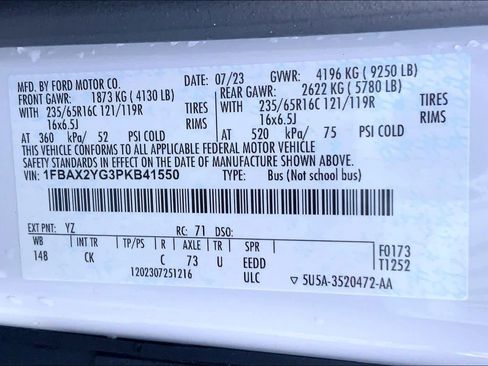 MFD. BY FORD MOTOR CO. 07/23 GVWR: 4196 KG ( 9250 LB)
FRONT GAWR: 1873 KG ( 4130 LB) REAR GAWR: 2622 KG ( 5780 LB)
WITH 235/65R16C 121/119R TIRES WITH 235/65R16C 121/119R TIRES
16x6.5J RIMS 16x6.5J RIMS
AT 360 kPa/ 52 PSI COLD AT 520 kPa/ 75 PSI COLD
THIS VEHICLE CONFORMS TO ALL APPLICABLE FEDERAL MOTOR VEHICLE
SAFETY STANDARDS IN EFFECT ON THE DATE OF MANUFACTURE SHOWN ABOVE.
VIN: 1FBAX2YG3PKB41550 TYPE: Bus (Not School Bus)
EXT PNT: YZ RC: 71 DSO:
WB INT TR TP/PS R AXLE TR SPR F0173
148 CK C 73 U EEDD T1252
1202307251216 ULC 5U5A-3520472-AA